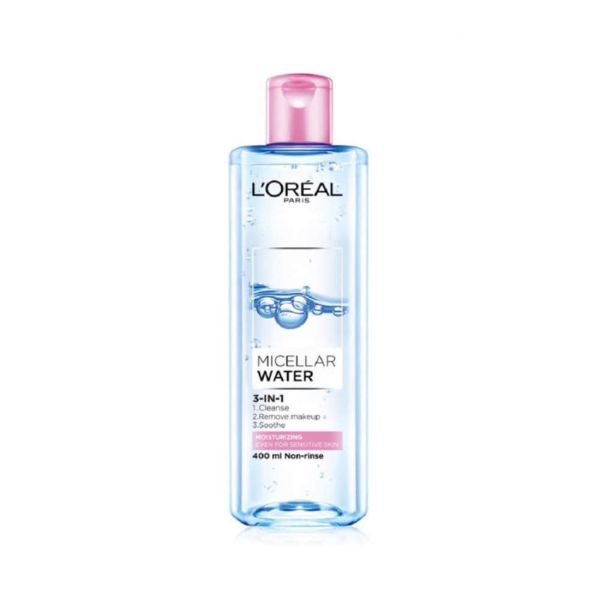 L'ORÉAL
PARIS
MICELLAR
WATER
3-IN-1
1.Cleanse
2.Remove makeup
3.Soothe
MOISTURIZING
EVEN FOR SENSITIVE SKIN
400 ml Non-rinse